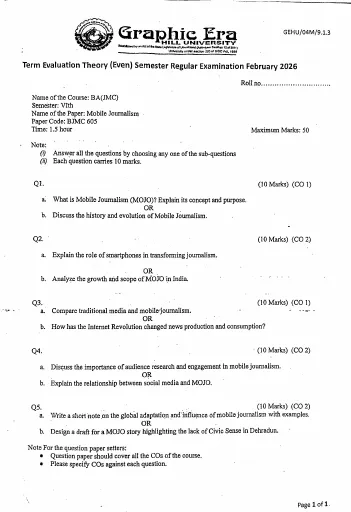 GEHU/04M/9.1.3
Graphic Era
HILL UNIVERSITY
Term Evaluation Theory (Even) Semester Regular Examination February 2026
Roll no..............................
Name of the Course: BA(JMC)
Semester: VIth
Name of the Paper: Mobile Journalism
Paper Code: BJMC 605
Time: 1.5 hour Maximum Marks: 50
Note:
(i) Answer all the questions by choosing any one of the sub-questions
(ii) Each question carries 10 marks.
Q1. (10 Marks) (CO 1)
a. What is Mobile Journalism (MOJO)? Explain its concept and purpose.
OR
b. Discuss the history and evolution of Mobile Journalism.
Q2. (10 Marks) (CO 2)
a. Explain the role of smartphones in transforming journalism.
OR
b. Analyze the growth and scope of MOJO in India.
Q3. (10 Marks) (CO 1)
a. Compare traditional media and mobile journalism.
OR
b. How has the Internet Revolution changed news production and consumption?
Q4. (10 Marks) (CO 2)
a. Discuss the importance of audience research and engagement in mobile journalism.
OR
b. Explain the relationship between social media and MOJO.
Q5. (10 Marks) (CO 2)
a. Write a short note on the global adaptation and influence of mobile journalism with examples.
OR
b. Design a draft for a MOJO story highlighting the lack of Civic Sense in Dehradun.
Note For the question paper setters:
• Question paper should cover all the COs of the course.
• Please specify COs against each question.
Page 1 of 1